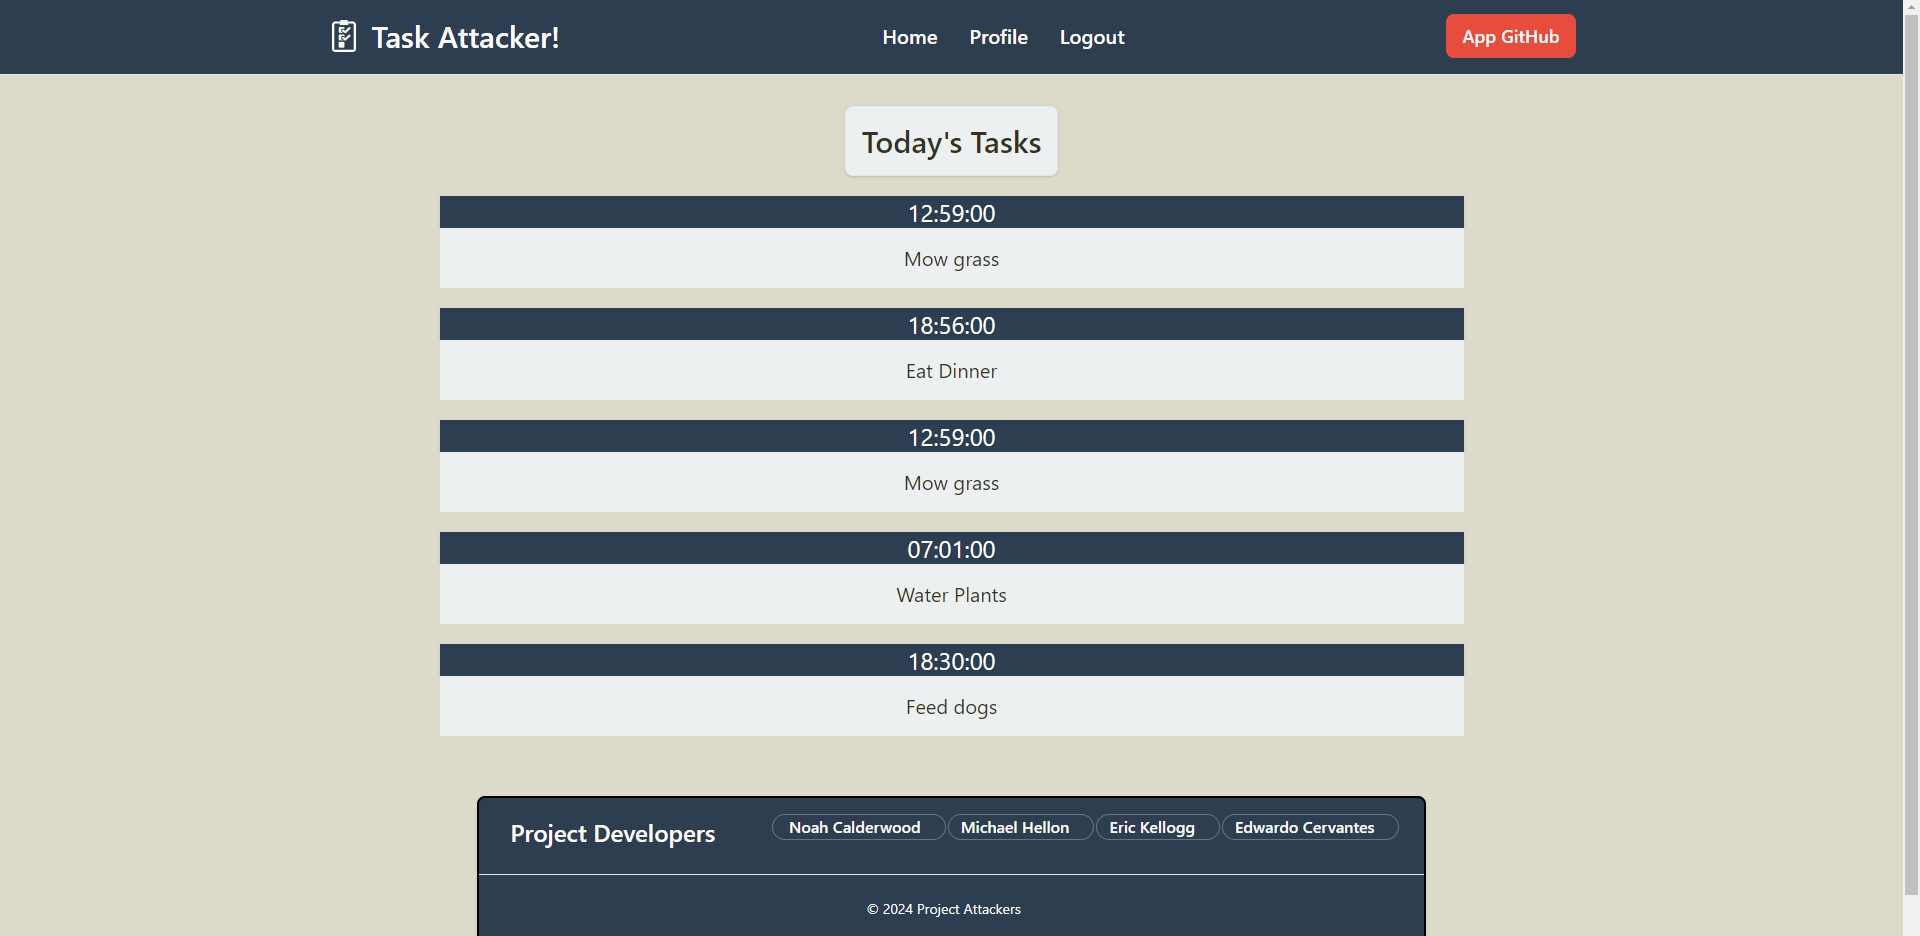 Task Attacker!
Home Profile Logout
App GitHub
Today's Tasks
12:59:00
Mow grass
18:56:00
Eat Dinner
12:59:00
Mow grass
07:01:00
Water Plants
18:30:00
Feed dogs
Project Developers
Noah Calderwood Michael Hellon Eric Kellogg Edwardo Cervantes
© 2024 Project Attackers